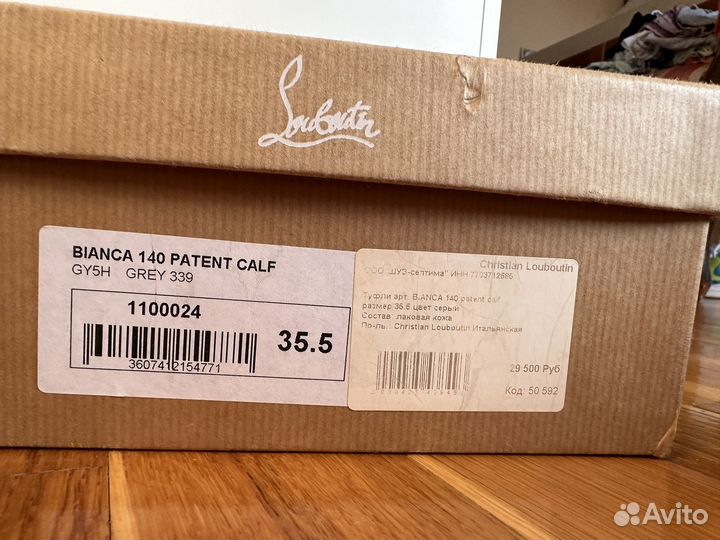 Louboutin
BIANCA 140 PATENT CALF
GY5H GREY 339
1100024
3607412154771
35.5
Christian Louboutin
ООО "ШУЗ-септима" ИНН 7703712685
Туфли арт. BIANCA 140 patent calf
размер 35.5 цвет серый
Состав: лаковая кожа
Пр-ль: Christian Louboutin Итальянская
29 500 Руб
Код: 50 592
Avito